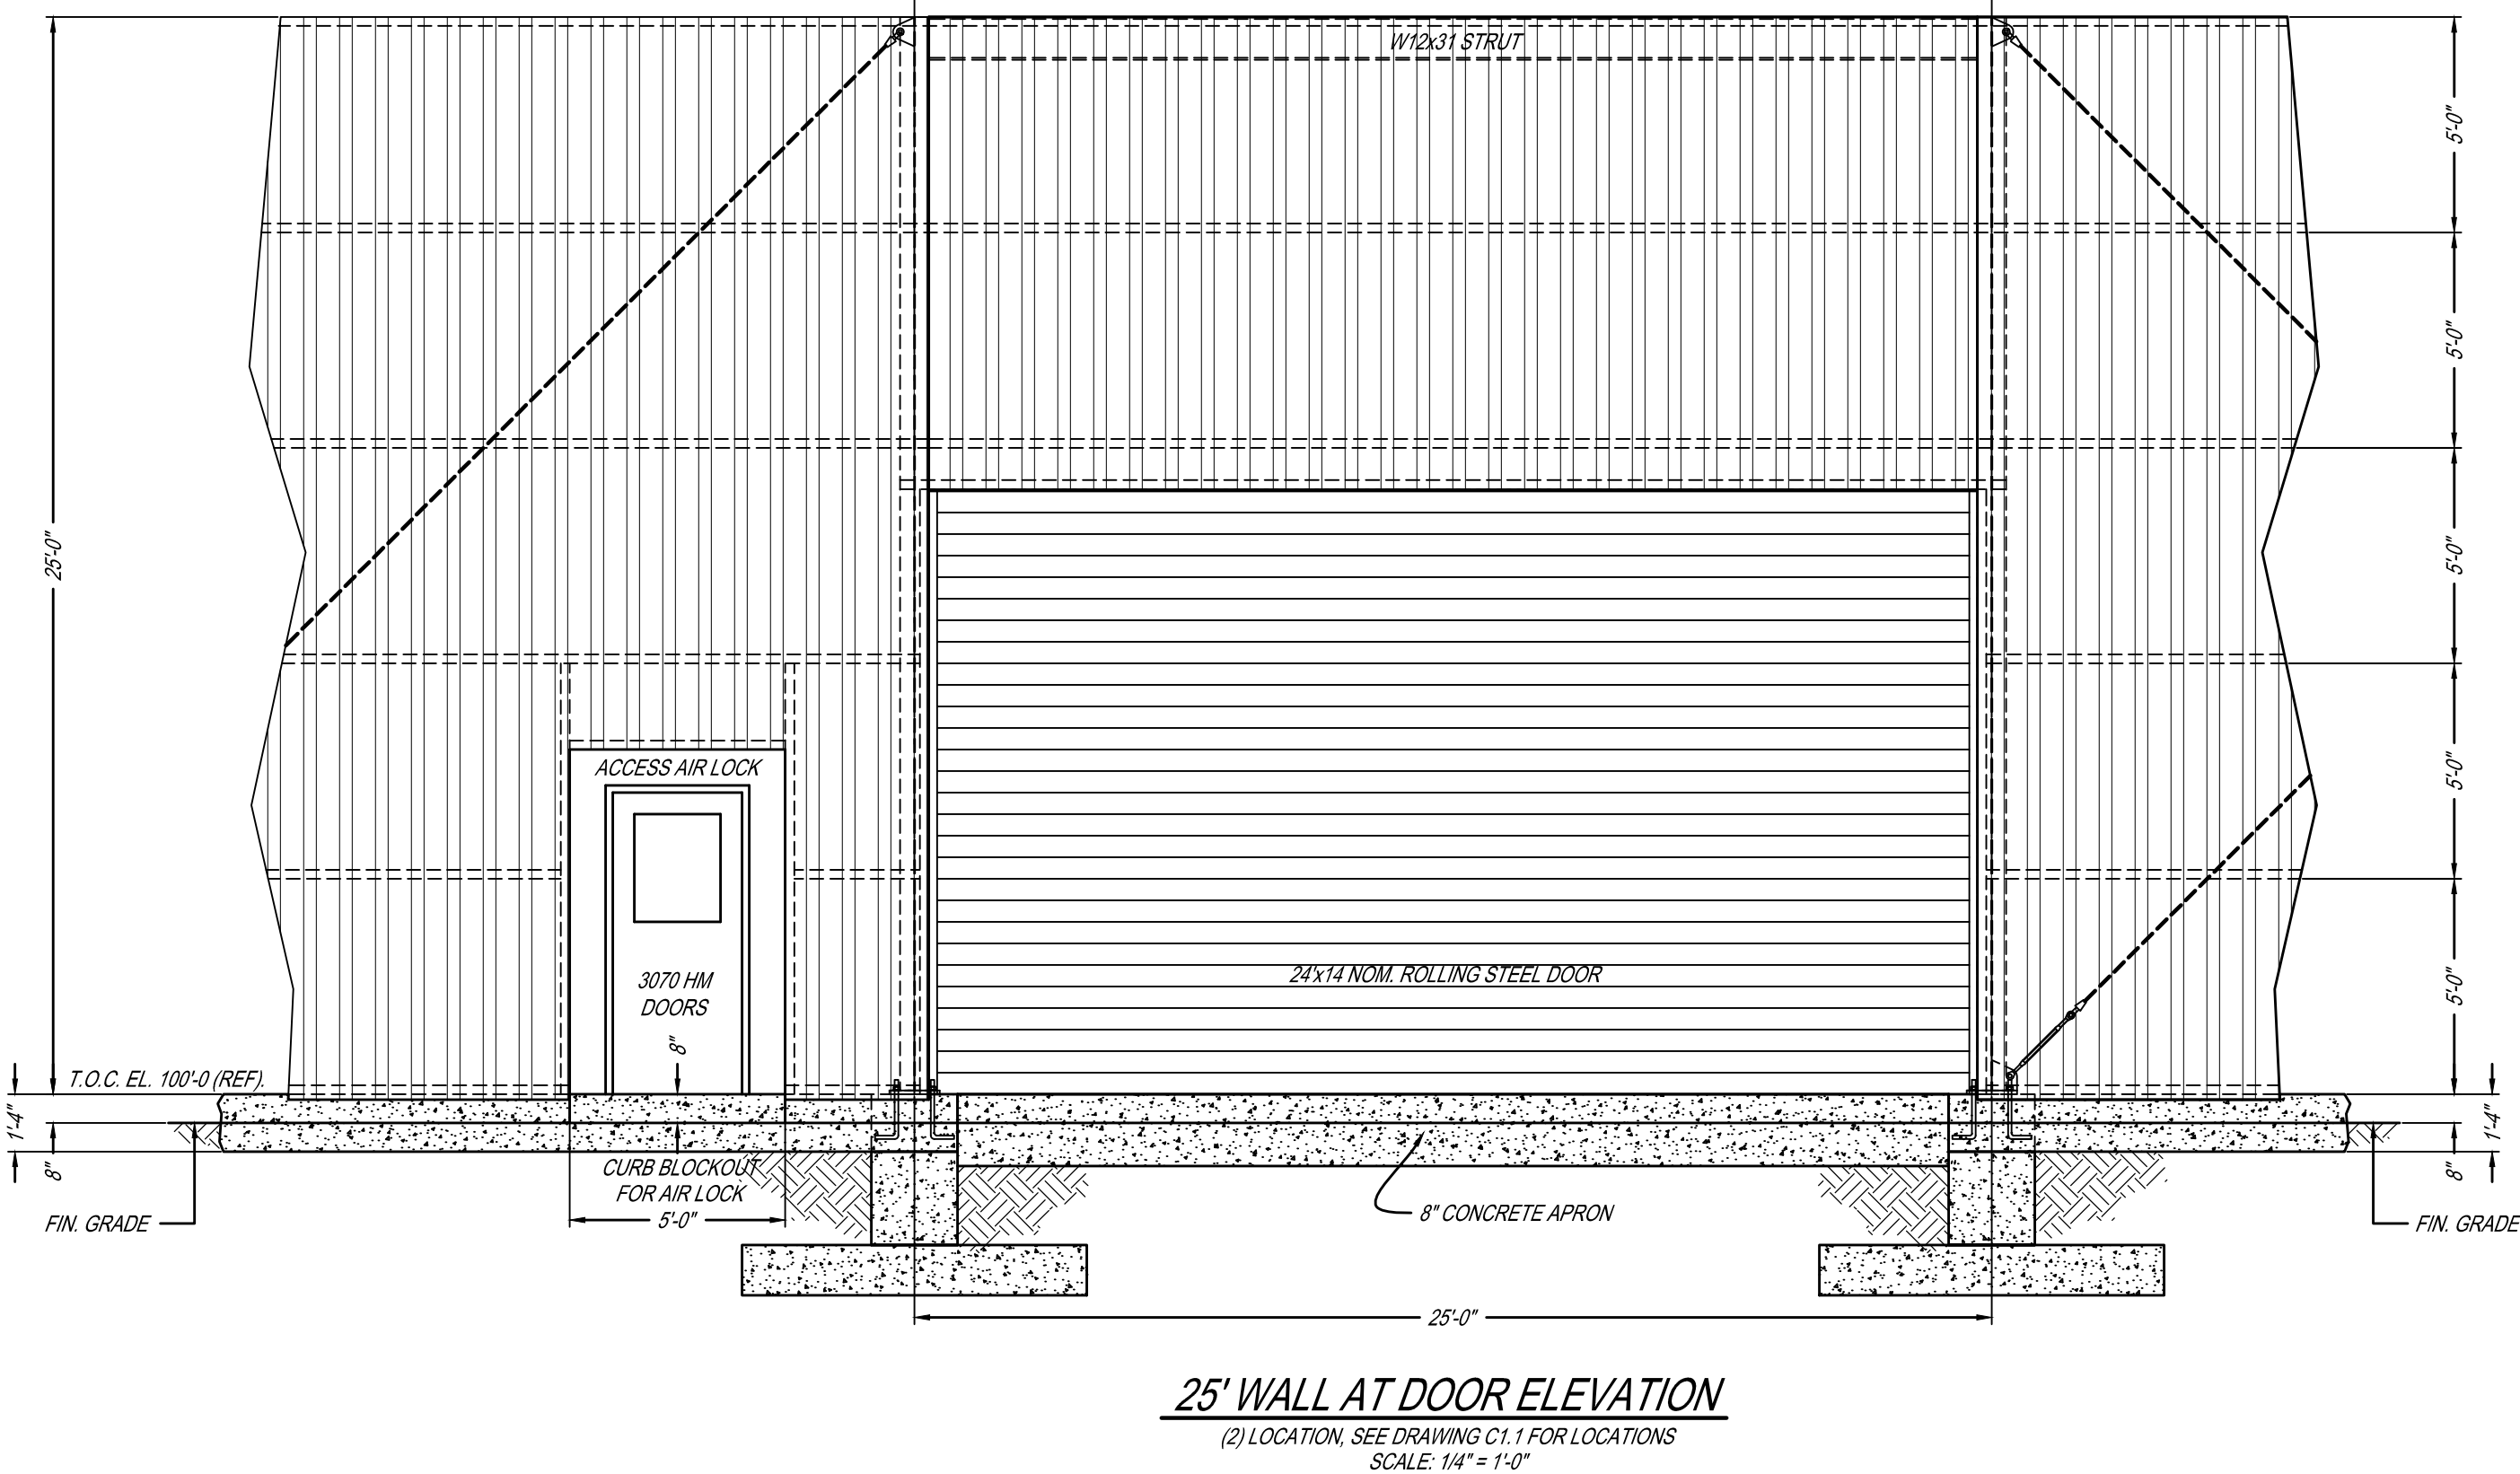 W12x31 STRUT
5'-0"
5'-0"
25'-0"
5'-0"
ACCESS AIR LOCK
5'-0"
3070 HM
DOORS
24'x14 NOM. ROLLING STEEL DOOR
5'-0"
8"
T.O.C. EL. 100'-0 (REF).
1'-4"
1'-4"
8"
CURB BLOCKOUT
FOR AIR LOCK
8"
FIN. GRADE
5'-0"
8" CONCRETE APRON
FIN. GRADE
25'-0"
25' WALL AT DOOR ELEVATION
(2) LOCATION, SEE DRAWING C1.1 FOR LOCATIONS
SCALE: 1/4" = 1'-0"